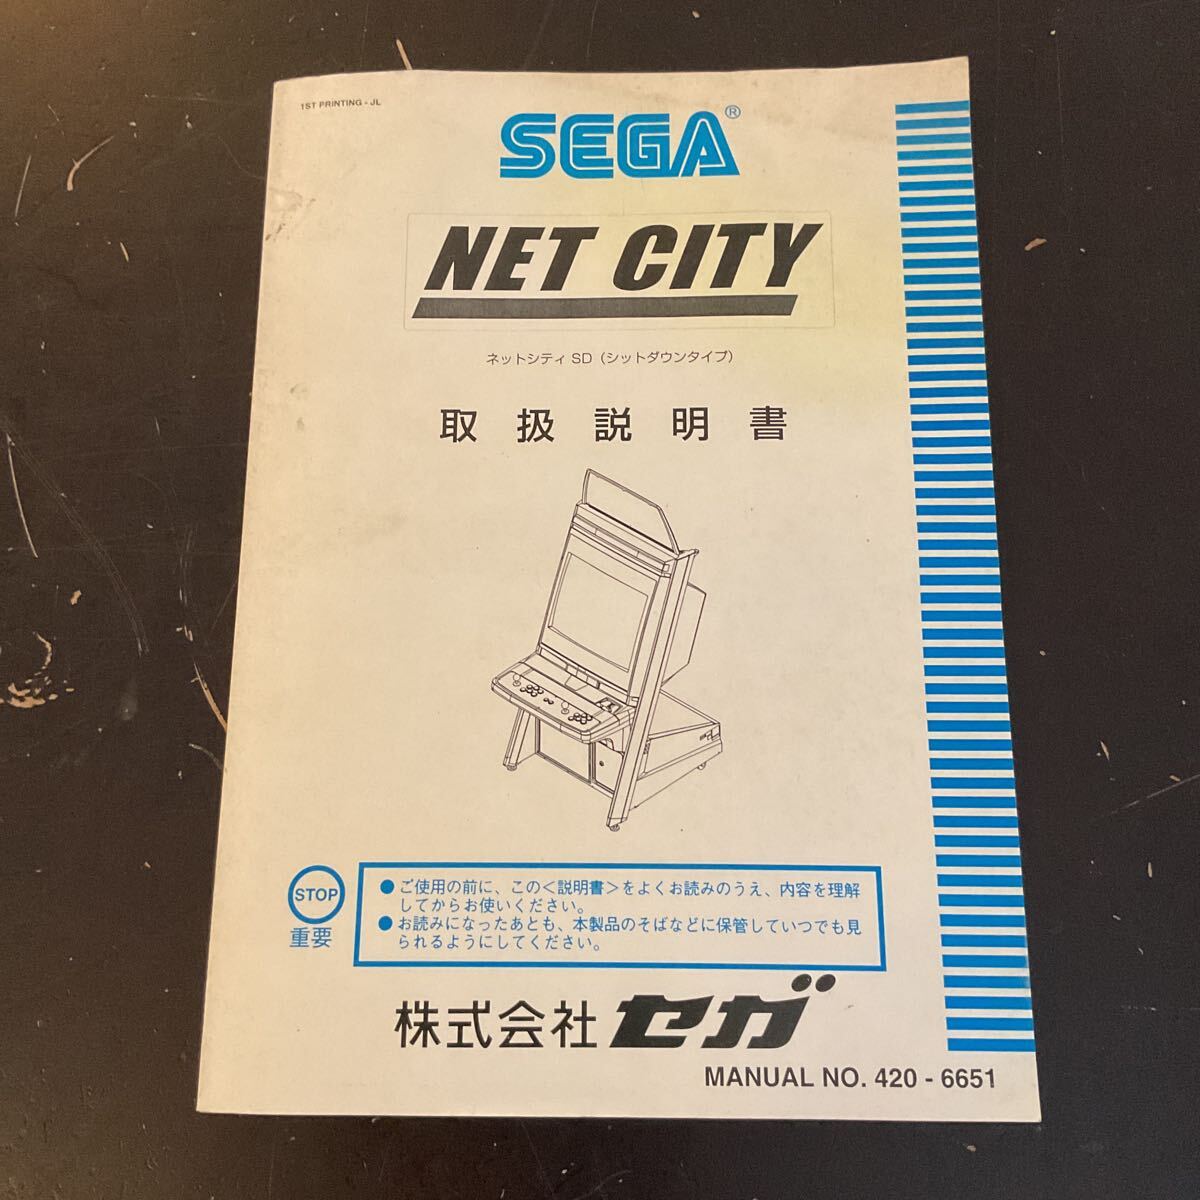 1ST PRINTING - JL
SEGA®
NET CITY
ネットシティ SD（シットダウンタイプ）
取扱説明書
STOP
重要
●ご使用の前に、この＜説明書＞をよくお読みのうえ、内容を理解
してからお使いください。
●お読みになったあとも、本製品のそばなどに保管していつでも見
られるようにしてください。
株式会社 セガ
MANUAL NO. 420 - 6651